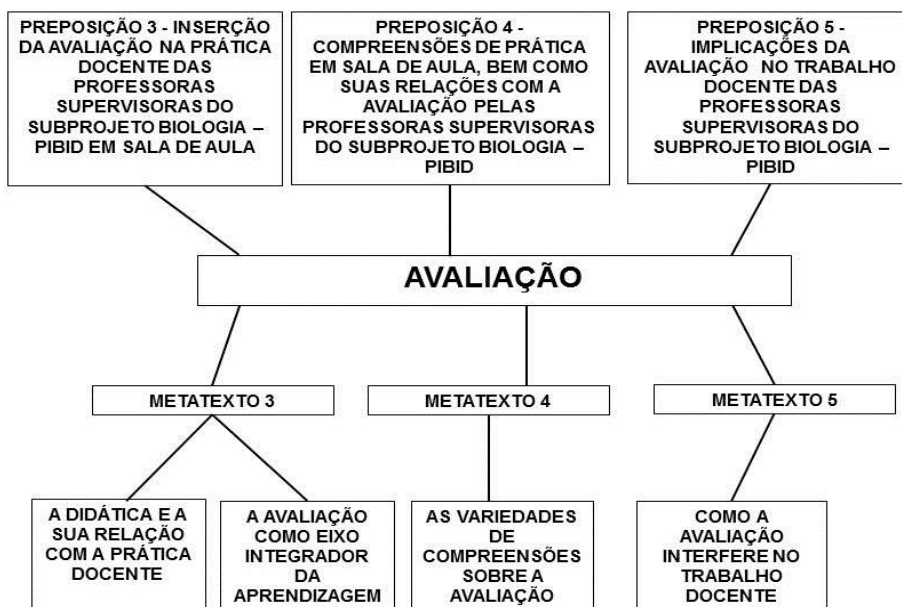 PREPOSIÇÃO 3 - INSERÇÃO
DA AVALIAÇÃO NA PRÁTICA
DOCENTE DAS
PROFESSORAS
SUPERVISORAS DO
SUBPROJETO BIOLOGIA –
PIBID EM SALA DE AULA
PREPOSIÇÃO 4 -
COMPREENSÕES DE PRÁTICA
EM SALA DE AULA, BEM COMO
SUAS RELAÇÕES COM A
AVALIAÇÃO PELAS
PROFESSORAS SUPERVISORAS
DO SUBPROJETO BIOLOGIA –
PIBID
PREPOSIÇÃO 5 -
IMPLICAÇÕES DA
AVALIAÇÃO NO TRABALHO
DOCENTE DAS
PROFESSORAS
SUPERVISORAS DO
SUBPROJETO BIOLOGIA –
PIBID
AVALIAÇÃO
METATEXTO 3
METATEXTO 4
METATEXTO 5
A DIDÁTICA E A
SUA RELAÇÃO
COM A PRÁTICA
DOCENTE
A AVALIAÇÃO
COMO EIXO
INTEGRADOR
DA
APRENDIZAGEM
AS VARIEDADES
DE
COMPREENSÕES
SOBRE A
AVALIAÇÃO
COMO A
AVALIAÇÃO
INTERFERE NO
TRABALHO
DOCENTE